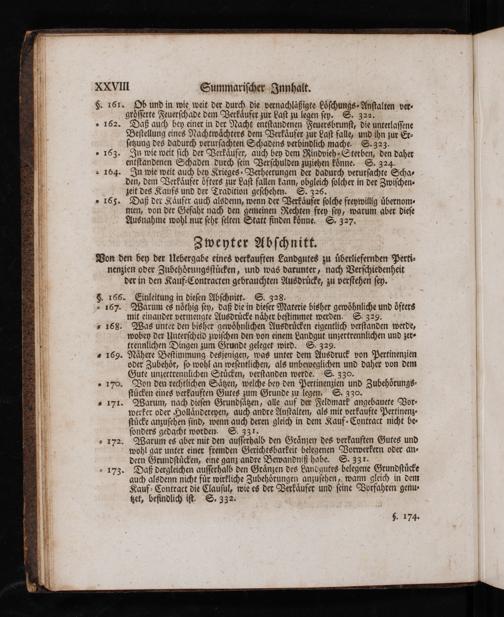 XXVIII Summarischer Innhalt.
§. 161. Ob und in wie weit der durch die vernachläßigte Löschungs-Anstalten ver-
grösserte Feuerschade dem Verkäufer zur Last zu legen sey. S. 322.
= 162. Daß auch bey einer in der Nacht entstandenen Feuersbrunst, die unterlassene
Bestellung eines Nachtwächters dem Verkäufer zur Last falle, und ihn zur Er-
setzung des dadurch verursachten Schadens verbindlich mache. S. 323.
= 163. In wie weit sich der Verkäufer, auch bey dem Rindvieh-Sterben, den daher
entstandenen Schaden durch sein Verschulden zuziehen könne. S. 324.
= 164. In wie weit auch bey Krieges-Verheerungen der dadurch verursachte Scha-
den, dem Verkäufer öfters zur Last fallen kann, obgleich solcher in der Zwischen-
zeit des Kaufs und der Tradition geschehen. S. 326.
= 165. Daß der Käufer auch alsdenn, wenn der Verkäufer solche freywillig übernom-
men, von der Gefahr nach den gemeinen Rechten frey sey, warum aber diese
Ausnahme wohl nur sehr selten Statt finden könne. S. 327.
Zweyter Abschnitt.
Von den bey der Uebergabe eines verkauften Landgutes zu überliefernden Perti-
nenzien oder Zubehörungsstücken, und was darunter, nach Verschiedenheit
der in den Kauf-Contracten gebrauchten Ausdrücke, zu verstehen sey.
§. 166. Einleitung in diesen Abschnitt. S. 328.
= 167. Warum es nöthig sey, daß die in dieser Materie bisher gewöhnliche und öfters
mit einander vermengte Ausdrücke näher bestimmet werden. S. 329.
= 168. Was unter den bisher gewöhnlichen Ausdrücken eigentlich verstanden werde,
wobey der Unterscheid zwischen den von einem Landgut unzertrennlichen und zer-
trennlichen Dingen zum Grunde geleget wird. S. 329.
= 169. Nähere Bestimmung desjenigen, was unter dem Ausdruck von Pertinenzien
oder Zubehör, so wohl an wesentlichen, als unbeweglichen und daher von dem
Gute unzertrennlichen Stücken, verstanden werde. S. 330.
= 170. Von den rechtlichen Sätzen, welche bey den Pertinenzien und Zubehörungs-
stücken eines verkauften Gutes zum Grunde zu legen. S. 330.
= 171. Warum, nach diesen Grundsätzen, alle auf der Feldmark angebauete Vor-
werker oder Holländereyen, auch andre Anstalten, als mit verkaufte Pertinenz-
stücke anzusehen sind, wenn auch deren gleich in dem Kauf-Contract nicht be-
sonders gedacht worden. S. 331.
= 172. Warum es aber mit den ausserhalb den Gränzen des verkauften Gutes und
wohl gar unter einer fremden Gerichtsbarkeit belegenen Vorwerkern oder an-
dern Grundstücken, eine ganz andre Bewandniß habe. S. 331.
= 173. Daß dergleichen ausserhalb den Gränzen des Landgutes belegene Grundstücke
auch alsdenn nicht für wirkliche Zubehörungen anzusehen, wann gleich in dem
Kauf-Contract die Clausul, wie es der Verkäufer und seine Vorfahren genu-
tzet, befindlich ist. S. 332.
§. 174.